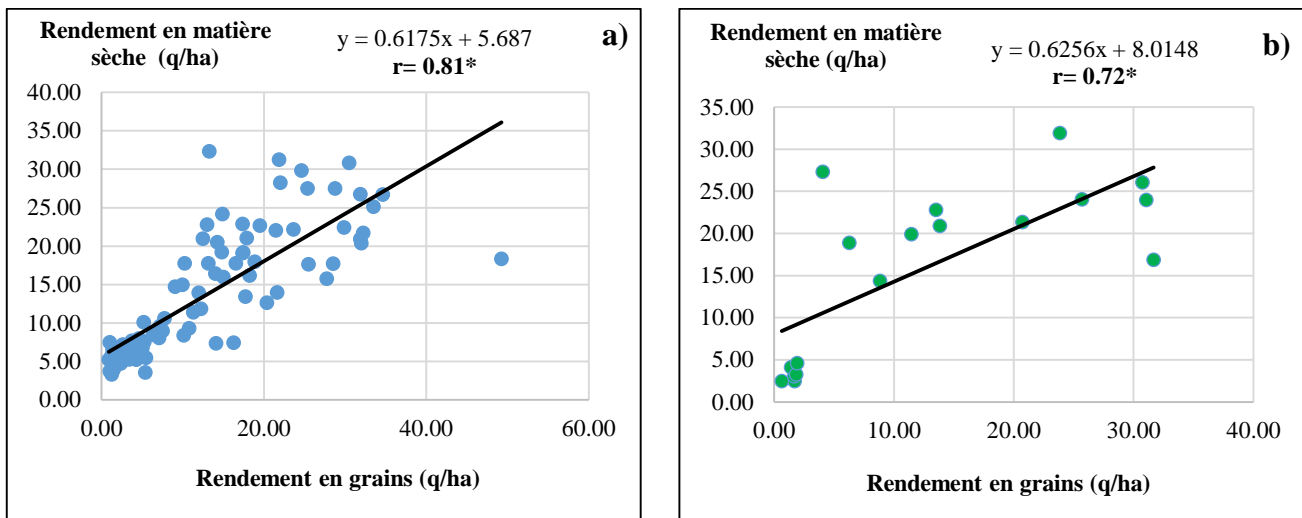 Rendement en matière
sèche (q/ha)
y = 0.6175x + 5.687
r= 0.81*
a)
40.00
35.00
30.00
25.00
20.00
15.00
10.00
5.00
0.00
0.00 20.00 40.00 60.00
Rendement en grains (q/ha)
Rendement en matière
sèche (q/ha)
y = 0.6256x + 8.0148
r= 0.72*
b)
35.00
30.00
25.00
20.00
15.00
10.00
5.00
0.00
0.00 10.00 20.00 30.00 40.00
Rendement en grains (q/ha)